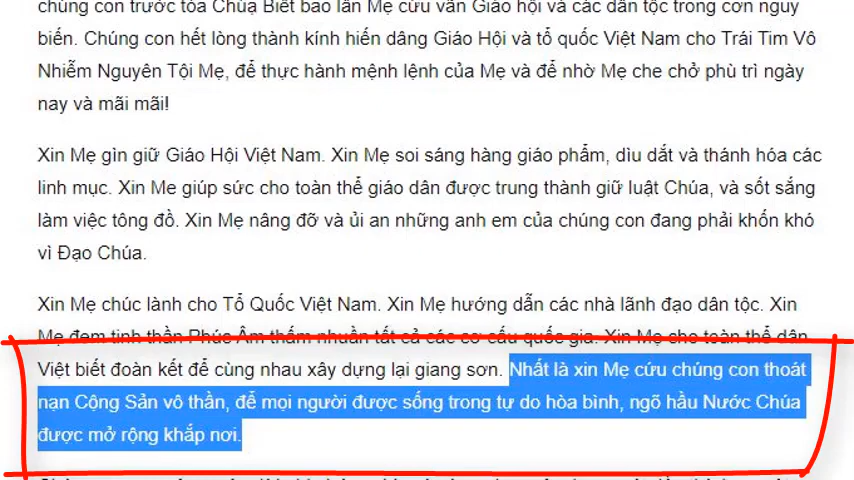 chúng con trước tòa Chúa Biết bao lần Mẹ cứu vãn Giáo hội và các dân tộc trong cơn nguy
biến. Chúng con hết lòng thành kính hiến dâng Giáo Hội và tổ quốc Việt Nam cho Trái Tim Vô
Nhiễm Nguyên Tội Mẹ, để thực hành mệnh lệnh của Mẹ và để nhờ Mẹ che chở phù trì ngày
nay và mãi mãi!
Xin Mẹ gìn giữ Giáo Hội Việt Nam. Xin Mẹ soi sáng hàng giáo phẩm, dìu dắt và thánh hóa các
linh mục. Xin Mẹ giúp sức cho toàn thể giáo dân được trung thành giữ luật Chúa, và sốt sắng
làm việc tông đồ. Xin Mẹ nâng đỡ và ủi an những anh em của chúng con đang phải khốn khó
vì Đạo Chúa.
Xin Mẹ chúc lành cho Tổ Quốc Việt Nam. Xin Mẹ hướng dẫn các nhà lãnh đạo dân tộc. Xin
Mẹ đem tinh thần Phúc Âm thấm nhuần tất cả các cơ cấu quốc gia. Xin Mẹ cho toàn thể dân
Việt biết đoàn kết để cùng nhau xây dựng lại giang sơn. Nhất là xin Mẹ cứu chúng con thoát
nạn Cộng Sản vô thần, để mọi người được sống trong tự do hòa bình, ngõ hầu Nước Chúa
được mở rộng khắp nơi.